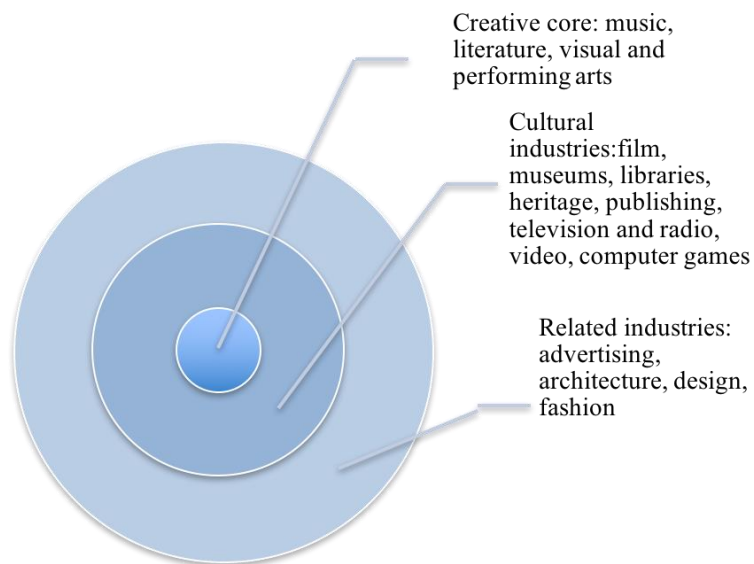 Creative core: music,
literature, visual and
performing arts
Cultural
industries:film,
museums, libraries,
heritage, publishing,
television and radio,
video, computer games
Related industries:
advertising,
architecture, design,
fashion